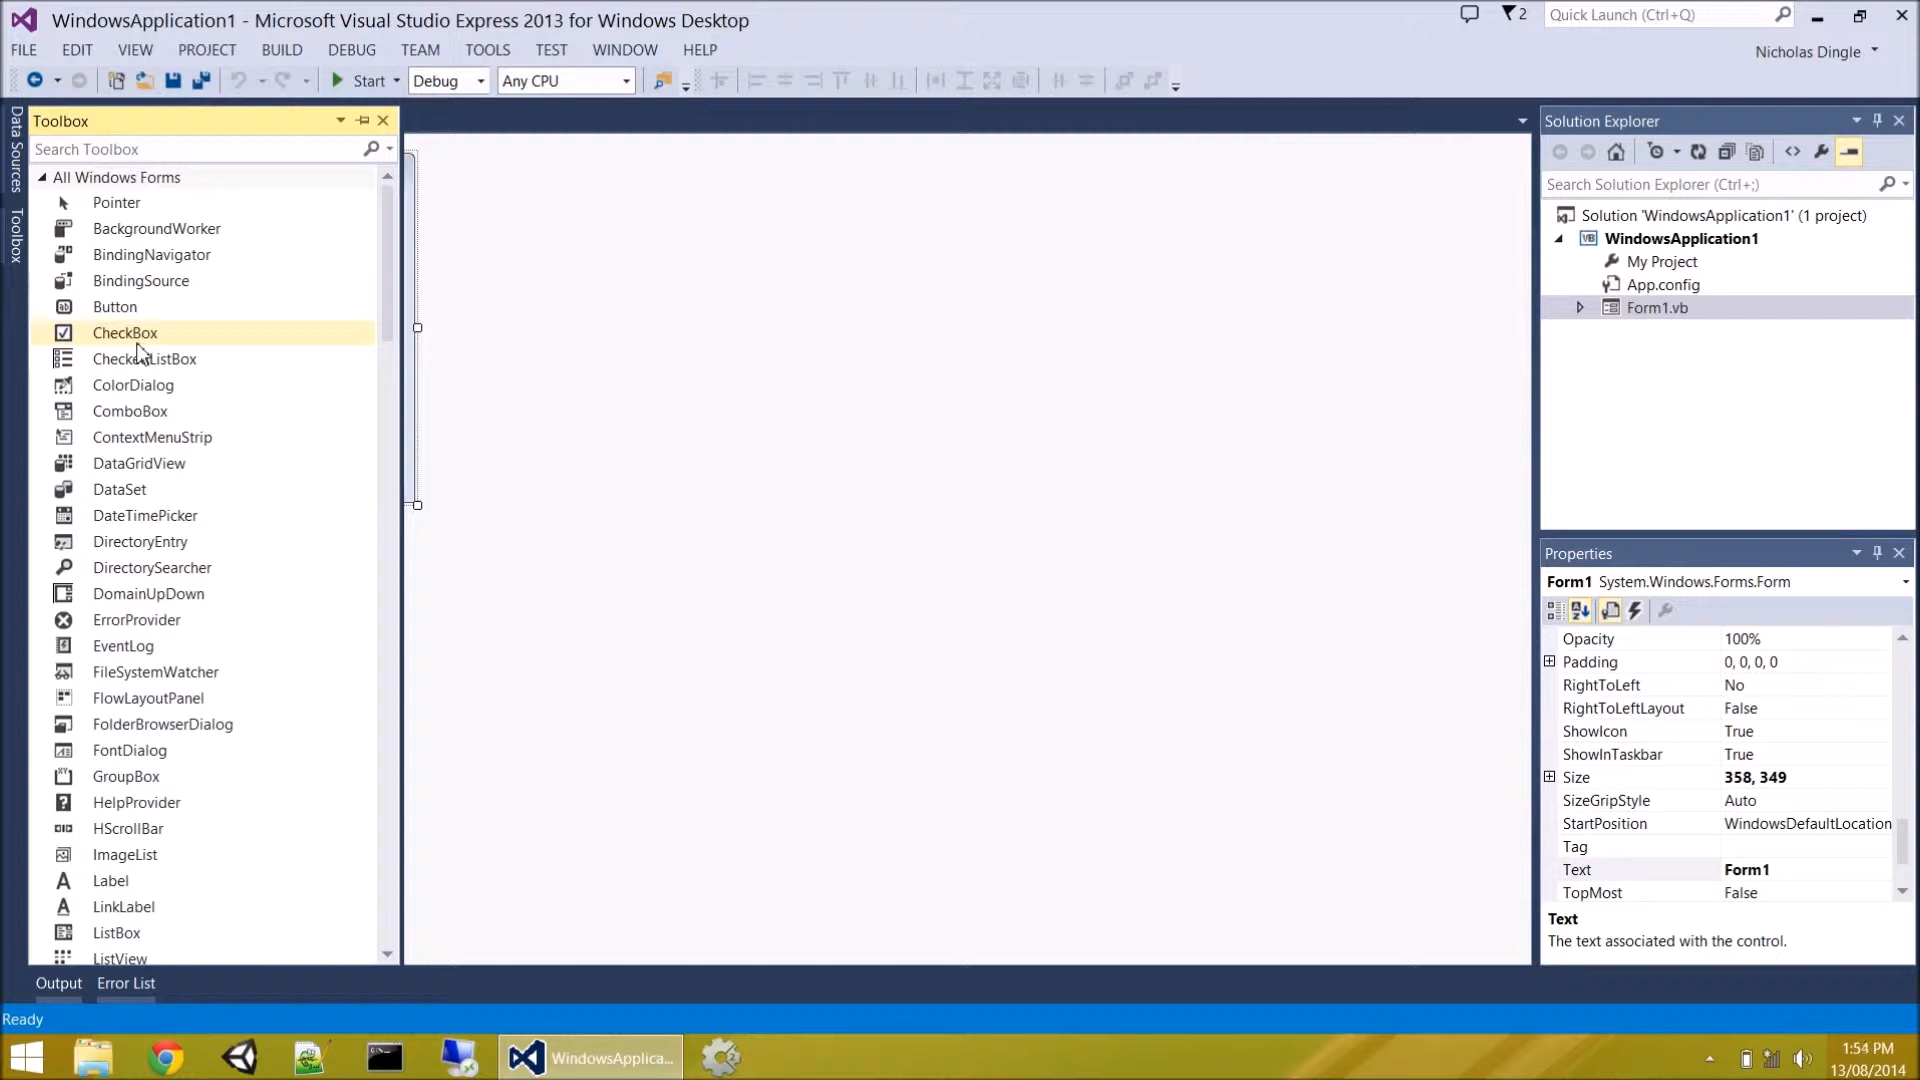 WindowsApplication1 - Microsoft Visual Studio Express 2013 for Windows Desktop
2
Quick Launch (Ctrl+Q)
FILE EDIT VIEW PROJECT BUILD DEBUG TEAM TOOLS TEST WINDOW HELP
Nicholas Dingle
Start
Debug
Any CPU
Data Sources
Toolbox
Toolbox
Search Toolbox
All Windows Forms
Pointer
BackgroundWorker
BindingNavigator
BindingSource
Button
CheckBox
CheckedListBox
ColorDialog
ComboBox
ContextMenuStrip
DataGridView
DataSet
DateTimePicker
DirectoryEntry
DirectorySearcher
DomainUpDown
ErrorProvider
EventLog
FileSystemWatcher
FlowLayoutPanel
FolderBrowserDialog
FontDialog
GroupBox
HelpProvider
HScrollBar
ImageList
Label
LinkLabel
ListBox
ListView
Solution Explorer
Search Solution Explorer (Ctrl+;)
Solution 'WindowsApplication1' (1 project)
VB WindowsApplication1
My Project
App.config
Form1.vb
Properties
Form1 System.Windows.Forms.Form
Opacity 100%
Padding 0, 0, 0, 0
RightToLeft No
RightToLeftLayout False
ShowIcon True
ShowInTaskbar True
Size 358, 349
SizeGripStyle Auto
StartPosition WindowsDefaultLocation
Tag
Text Form1
TopMost False
Text
The text associated with the control.
Output Error List
Ready
WindowsApplica...
1:54 PM
13/08/2014